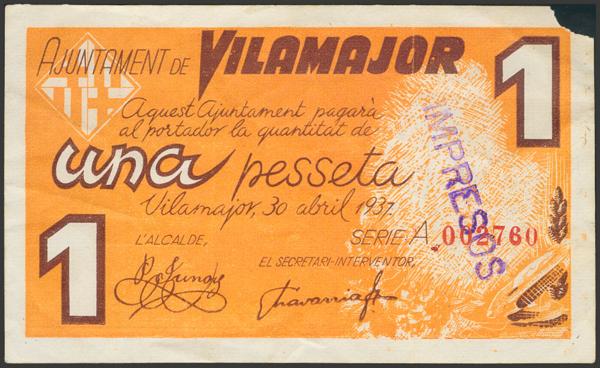 AJUNTAMENT DE VILAMAJOR
1
Aquest Ajuntament pagarà
al portador la quantitat de
una pesseta
Vilamajor, 30 abril 1937.
SERIE A. 002760
IMPRESOS
L'ALCALDE,
EL SECRETARI-INTERVENTOR,
1